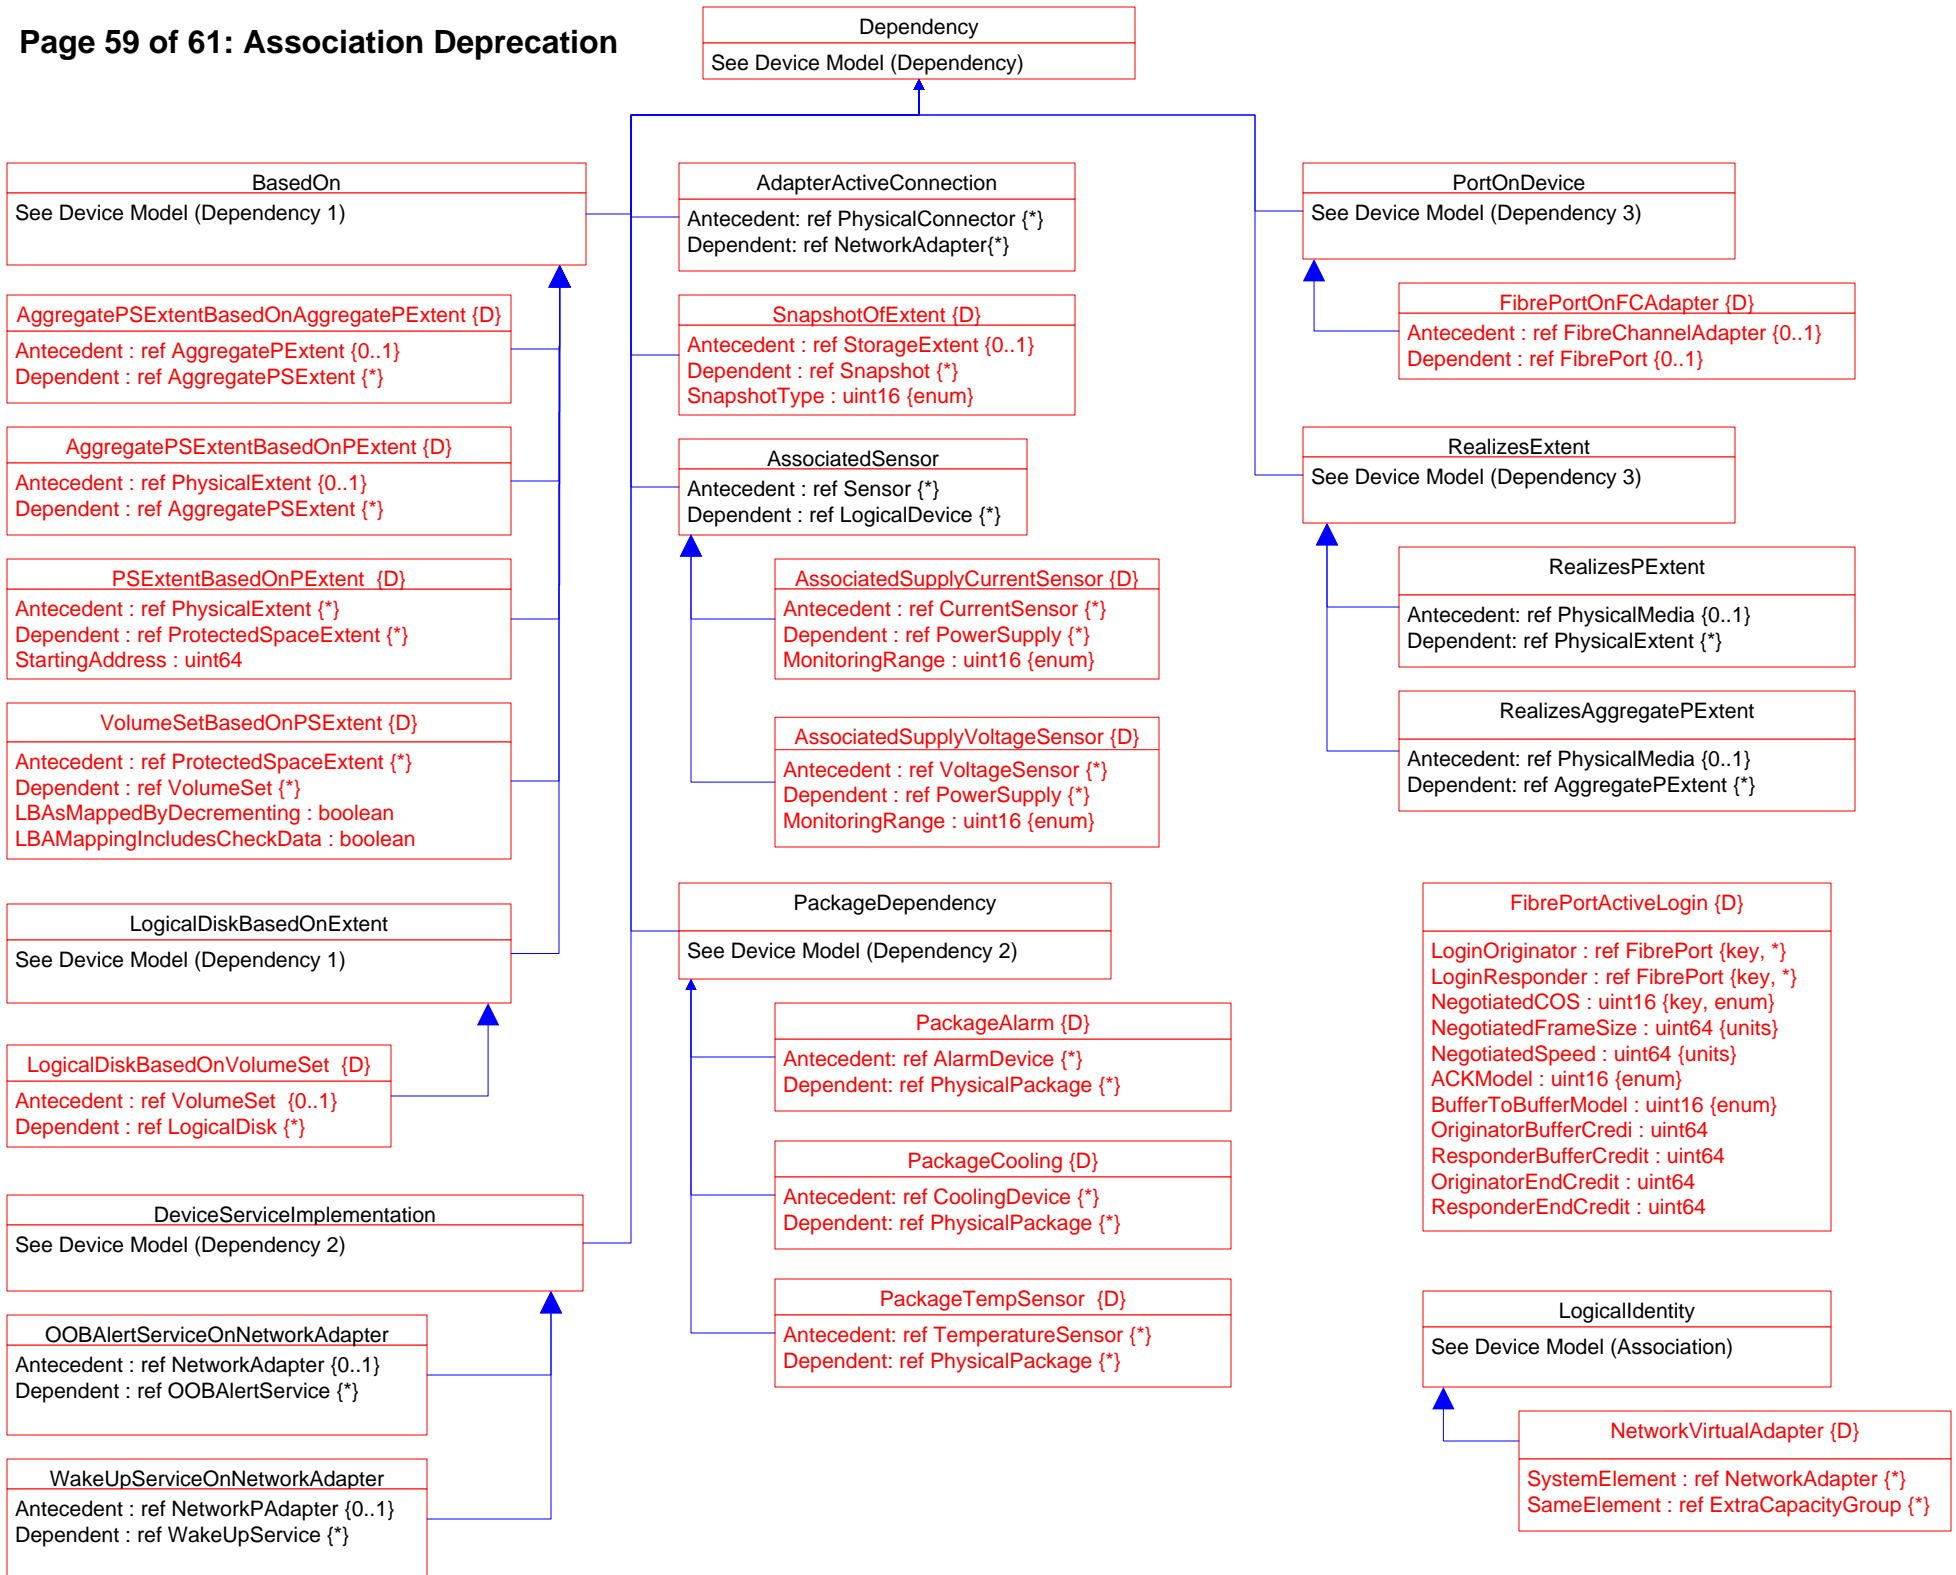 Page 59 of 61: Association Deprecation
Dependency
See Device Model (Dependency)
BasedOn
See Device Model (Dependency 1)
AggregatePSExtentBasedOnAggregatePExtent {D}
Antecedent : ref AggregatePExtent {0..1}
Dependent : ref AggregatePSExtent {*}
AggregatePSExtentBasedOnPExtent {D}
Antecedent : ref PhysicalExtent {0..1}
Dependent : ref AggregatePSExtent {*}
PSExtentBasedOnPExtent  {D}
Antecedent : ref PhysicalExtent {*}
Dependent : ref ProtectedSpaceExtent {*}
StartingAddress : uint64
VolumeSetBasedOnPSExtent {D}
Antecedent : ref ProtectedSpaceExtent {*}
Dependent : ref VolumeSet {*}
LBAsMappedByDecrementing : boolean
LBAMappingIncludesCheckData : boolean
LogicalDiskBasedOnExtent
See Device Model (Dependency 1)
LogicalDiskBasedOnVolumeSet  {D}
Antecedent : ref VolumeSet  {0..1}
Dependent : ref LogicalDisk {*}
DeviceServiceImplementation
See Device Model (Dependency 2)
OOBAlertServiceOnNetworkAdapter
Antecedent : ref NetworkAdapter {0..1}
Dependent : ref OOBAlertService {*}
WakeUpServiceOnNetworkAdapter
Antecedent : ref NetworkPAdapter {0..1}
Dependent : ref WakeUpService {*}
AdapterActiveConnection
Antecedent: ref PhysicalConnector {*}
Dependent: ref NetworkAdapter{*}
SnapshotOfExtent {D}
Antecedent : ref StorageExtent {0..1}
Dependent : ref Snapshot {*}
SnapshotType : uint16 {enum}
AssociatedSensor
Antecedent : ref Sensor {*}
Dependent : ref LogicalDevice {*}
AssociatedSupplyCurrentSensor {D}
Antecedent : ref CurrentSensor {*}
Dependent : ref PowerSupply {*}
MonitoringRange : uint16 {enum}
AssociatedSupplyVoltageSensor {D}
Antecedent : ref VoltageSensor {*}
Dependent : ref PowerSupply {*}
MonitoringRange : uint16 {enum}
PackageDependency
See Device Model (Dependency 2)
PackageAlarm {D}
Antecedent: ref AlarmDevice {*}
Dependent: ref PhysicalPackage {*}
PackageCooling {D}
Antecedent: ref CoolingDevice {*}
Dependent: ref PhysicalPackage {*}
PackageTempSensor  {D}
Antecedent: ref TemperatureSensor {*}
Dependent: ref PhysicalPackage {*}
PortOnDevice
See Device Model (Dependency 3)
FibrePortOnFCAdapter {D}
Antecedent : ref FibreChannelAdapter {0..1}
Dependent : ref FibrePort {0..1}
RealizesExtent
See Device Model (Dependency 3)
RealizesPExtent
Antecedent: ref PhysicalMedia {0..1}
Dependent: ref PhysicalExtent {*}
RealizesAggregatePExtent
Antecedent: ref PhysicalMedia {0..1}
Dependent: ref AggregatePExtent {*}
FibrePortActiveLogin {D}
LoginOriginator : ref FibrePort {key, *}
LoginResponder : ref FibrePort {key, *}
NegotiatedCOS : uint16 {key, enum}
NegotiatedFrameSize : uint64 {units}
NegotiatedSpeed : uint64 {units}
ACKModel : uint16 {enum}
BufferToBufferModel : uint16 {enum}
OriginatorBufferCredi : uint64
ResponderBufferCredit : uint64
OriginatorEndCredit : uint64
ResponderEndCredit : uint64
LogicalIdentity
See Device Model (Association)
NetworkVirtualAdapter {D}
SystemElement : ref NetworkAdapter {*}
SameElement : ref ExtraCapacityGroup {*}